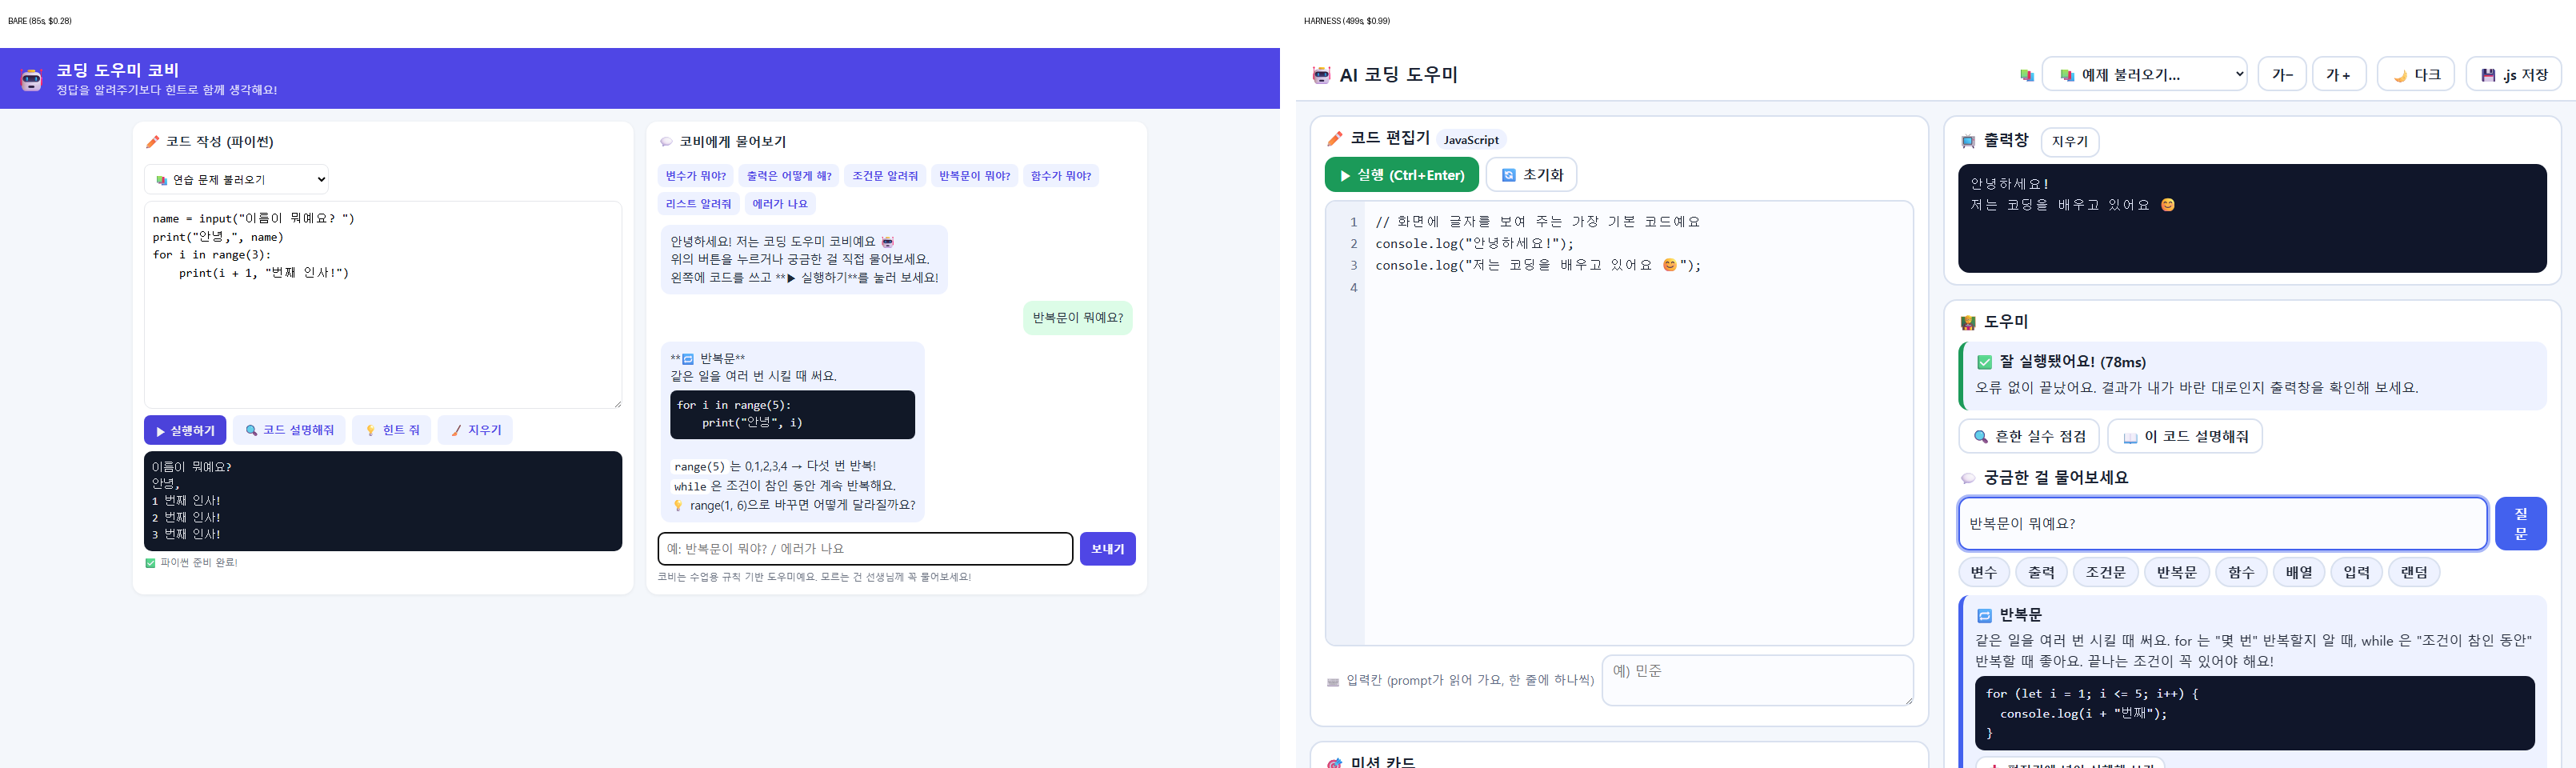 BARE (85s, $0.28)
코딩 도우미 코비
정답을 알려주기보다 힌트로 함께 생각해요!
코드 작성 (파이썬)
연습 문제 불러오기
name = input("이름이 뭐예요? ")
print("안녕,", name)
for i in range(3):
    print(i + 1, "번째 인사!")
▶ 실행하기
코드 설명해줘
힌트 줘
지우기
이름이 뭐예요?
안녕,
1 번째 인사!
2 번째 인사!
3 번째 인사!
✅ 파이썬 준비 완료!
코비에게 물어보기
변수가 뭐야?
출력은 어떻게 해?
조건문 알려줘
반복문이 뭐야?
함수가 뭐야?
리스트 알려줘
에러가 나요
안녕하세요! 저는 코딩 도우미 코비예요 🤖
위의 버튼을 누르거나 궁금한 걸 직접 물어보세요.
왼쪽에 코드를 쓰고 **▶ 실행하기**를 눌러 보세요!
반복문이 뭐예요?
**🔁 반복문**
같은 일을 여러 번 시킬 때 써요.
for i in range(5):
    print("안녕", i)
range(5) 는 0,1,2,3,4 → 다섯 번 반복!
while은 조건이 참인 동안 계속 반복해요.
💡 range(1, 6)으로 바꾸면 어떻게 달라질까요?
예: 반복문이 뭐야? / 에러가 나요
보내기
코비는 수업용 규칙 기반 도우미예요. 모르는 건 선생님께 꼭 물어보세요!
HARNESS (499s, $0.99)
AI 코딩 도우미
예제 불러오기...
가−
가+
다크
.js 저장
코드 편집기 JavaScript
▶ 실행 (Ctrl+Enter)
초기화
1 // 화면에 글자를 보여 주는 가장 기본 코드예요
2 console.log("안녕하세요!");
3 console.log("저는 코딩을 배우고 있어요 😊");
4
입력칸 (prompt가 읽어 가요, 한 줄에 하나씩)
예) 민준
미션 카드
출력창
지우기
안녕하세요!
저는 코딩을 배우고 있어요 😊
도우미
✅ 잘 실행됐어요! (78ms)
오류 없이 끝났어요. 결과가 내가 바란 대로인지 출력창을 확인해 보세요.
흔한 실수 점검
이 코드 설명해줘
궁금한 걸 물어보세요
반복문이 뭐예요?
질문
변수
출력
조건문
반복문
함수
배열
입력
랜덤
🔁 반복문
같은 일을 여러 번 시킬 때 써요. for 는 "몇 번" 반복할지 알 때, while 은 "조건이 참인 동안"
반복할 때 좋아요. 끝나는 조건이 꼭 있어야 해요!
for (let i = 1; i <= 5; i++) {
  console.log(i + "번째");
}